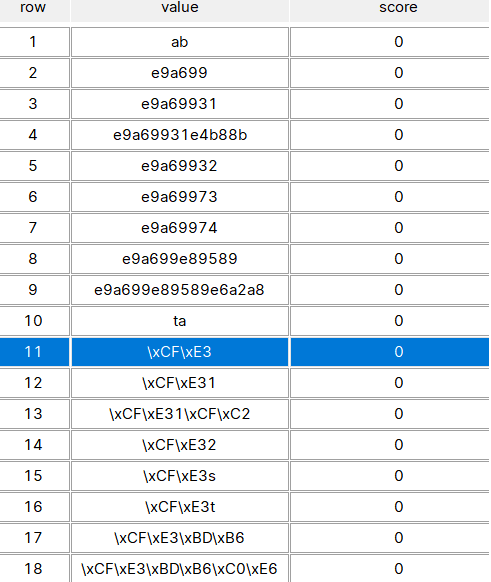 row value score
1 ab 0
2 e9a699 0
3 e9a69931 0
4 e9a69931e4b88b 0
5 e9a69932 0
6 e9a69973 0
7 e9a69974 0
8 e9a699e89589 0
9 e9a699e89589e6a2a8 0
10 ta 0
11 \xCF\xE3 0
12 \xCF\xE31 0
13 \xCF\xE31\xCF\xC2 0
14 \xCF\xE32 0
15 \xCF\xE3s 0
16 \xCF\xE3t 0
17 \xCF\xE3\xBD\xB6 0
18 \xCF\xE3\xBD\xB6\xC0\xE6 0